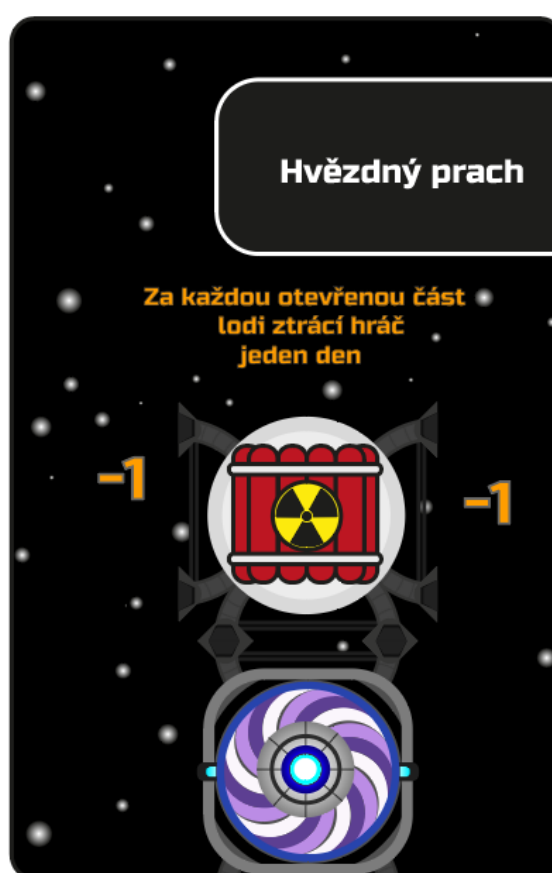 Hvězdný prach
Za každou otevřenou část
lodi ztrácí hráč
jeden den
-1
-1